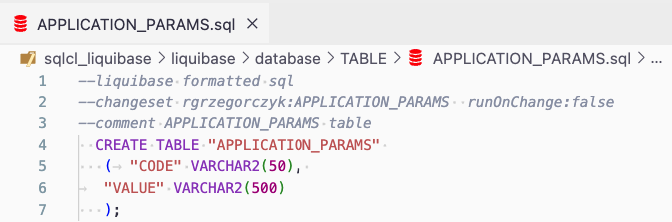 APPLICATION_PARAMS.sql ×
sqlcl_liquibase > liquibase > database > TABLE > APPLICATION_PARAMS.sql > ...
1 --liquibase formatted sql
2 --changeset rgrzegorczyk:APPLICATION_PARAMS  runOnChange:false
3 --comment APPLICATION_PARAMS table
4   CREATE TABLE "APPLICATION_PARAMS"
5    (	"CODE" VARCHAR2(50),
6 	"VALUE" VARCHAR2(500)
7    );